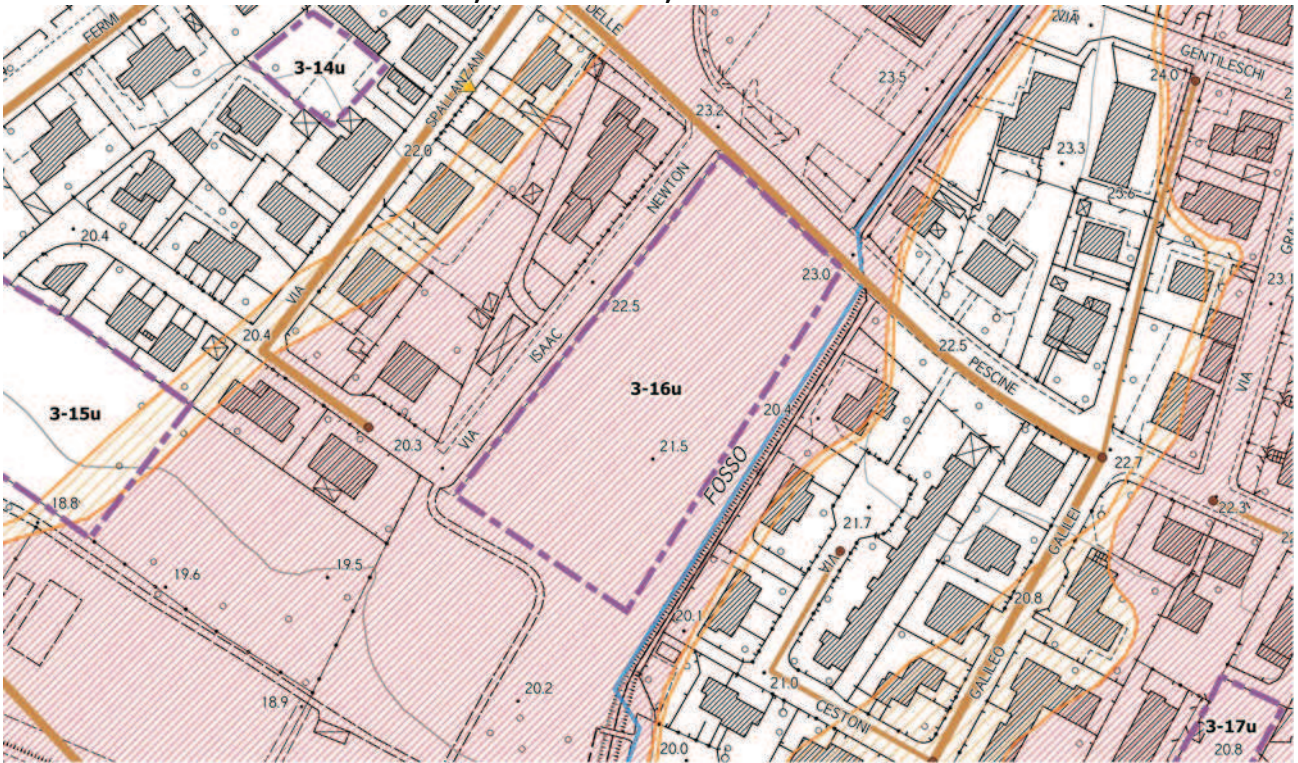 FERMI
3-14u
SPALLANZANI
22.0
20.4
VIA
20.4
3-15u
18.8
19.6
19.5
18.9
20.3
VIA
ISAAC
NEWTON
22.5
DELLE
23.2
23.5
23.0
3-16u
21.5
20.4
FOSSO
20.2
20.1
20.0
VIA
GENTILESCHI
24.0
23.3
23.6
23.1
VIA
22.5
PESCINE
22.7
22.3
21.7
VIA
GALILEI
20.8
GALILEO
21.0
CESTONI
3-17u
20.8